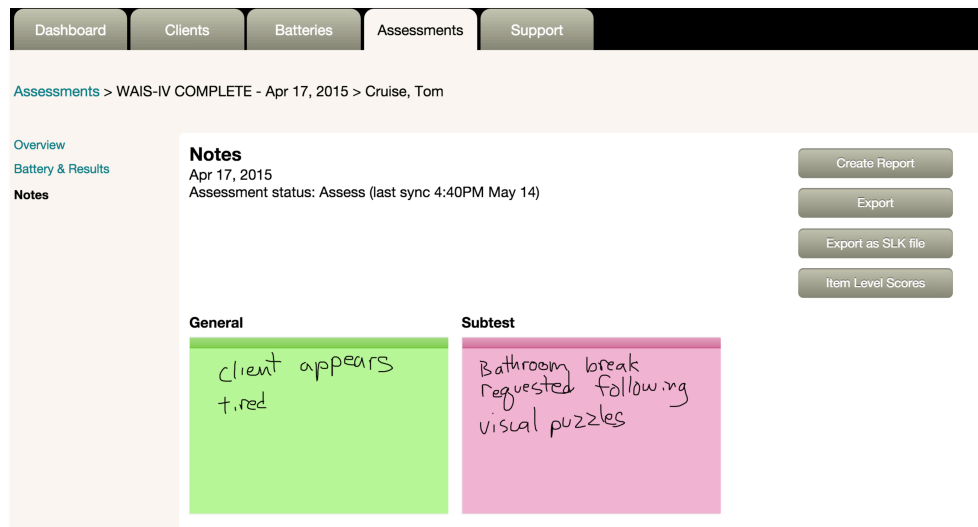 Dashboard
Clients
Batteries
Assessments
Support
Assessments > WAIS-IV COMPLETE - Apr 17, 2015 > Cruise, Tom
Overview
Battery & Results
Notes
Notes
Apr 17, 2015
Assessment status: Assess (last sync 4:40PM May 14)
Create Report
Export
Export as SLK file
Item Level Scores
General
client appears
tired
Subtest
Bathroom break
requested following
visual puzzles